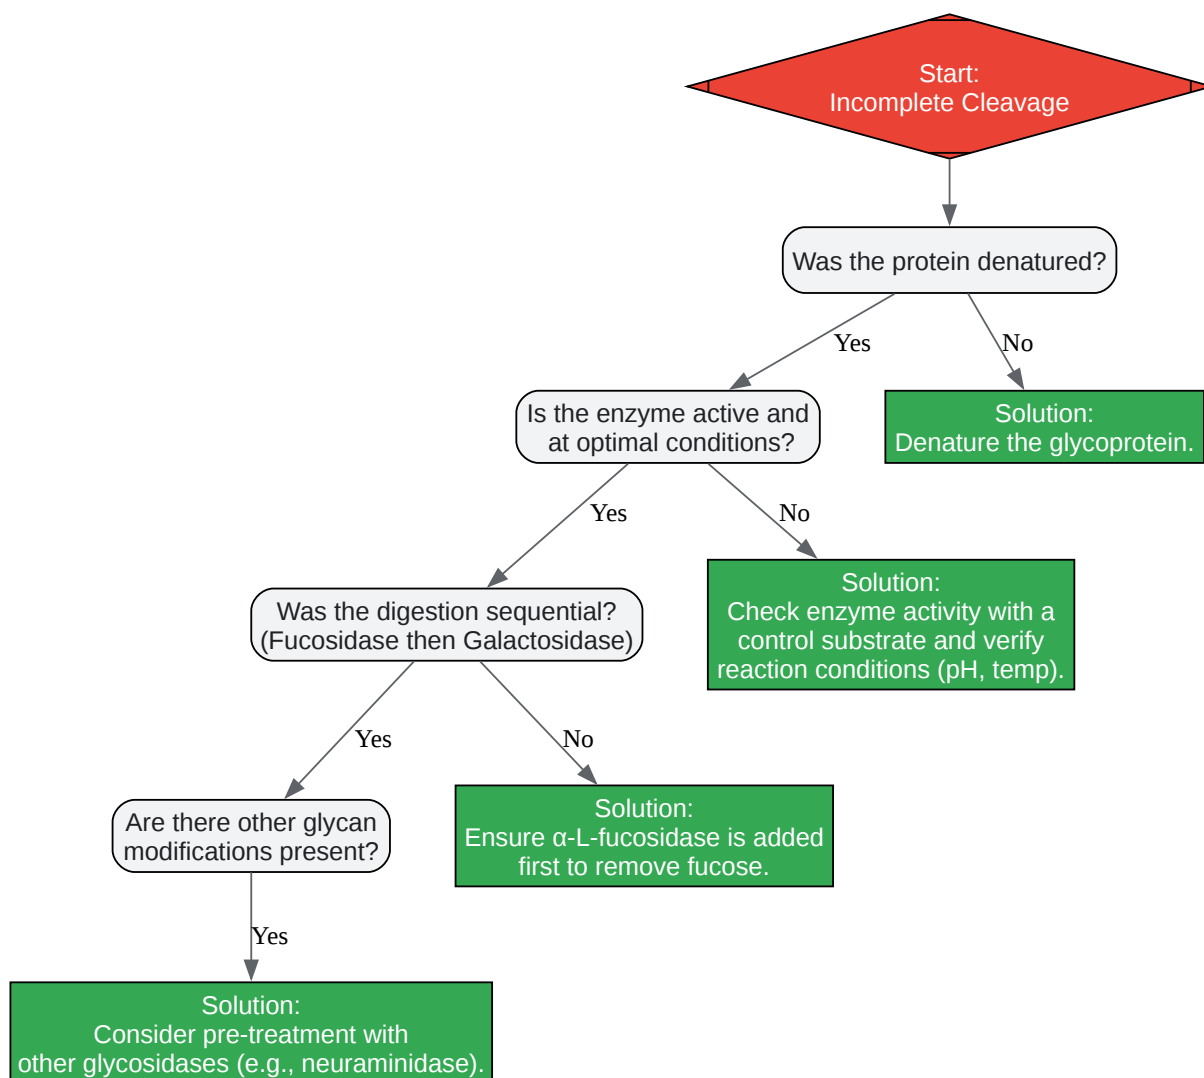 Start:
Incomplete Cleavage
Was the protein denatured?
Yes
No
Is the enzyme active and
at optimal conditions?
Solution:
Denature the glycoprotein.
Yes
No
Was the digestion sequential?
(Fucosidase then Galactosidase)
Solution:
Check enzyme activity with a
control substrate and verify
reaction conditions (pH, temp).
Yes
No
Are there other glycan
modifications present?
Solution:
Ensure α-L-fucosidase is added
first to remove fucose.
Yes
Solution:
Consider pre-treatment with
other glycosidases (e.g., neuraminidase).